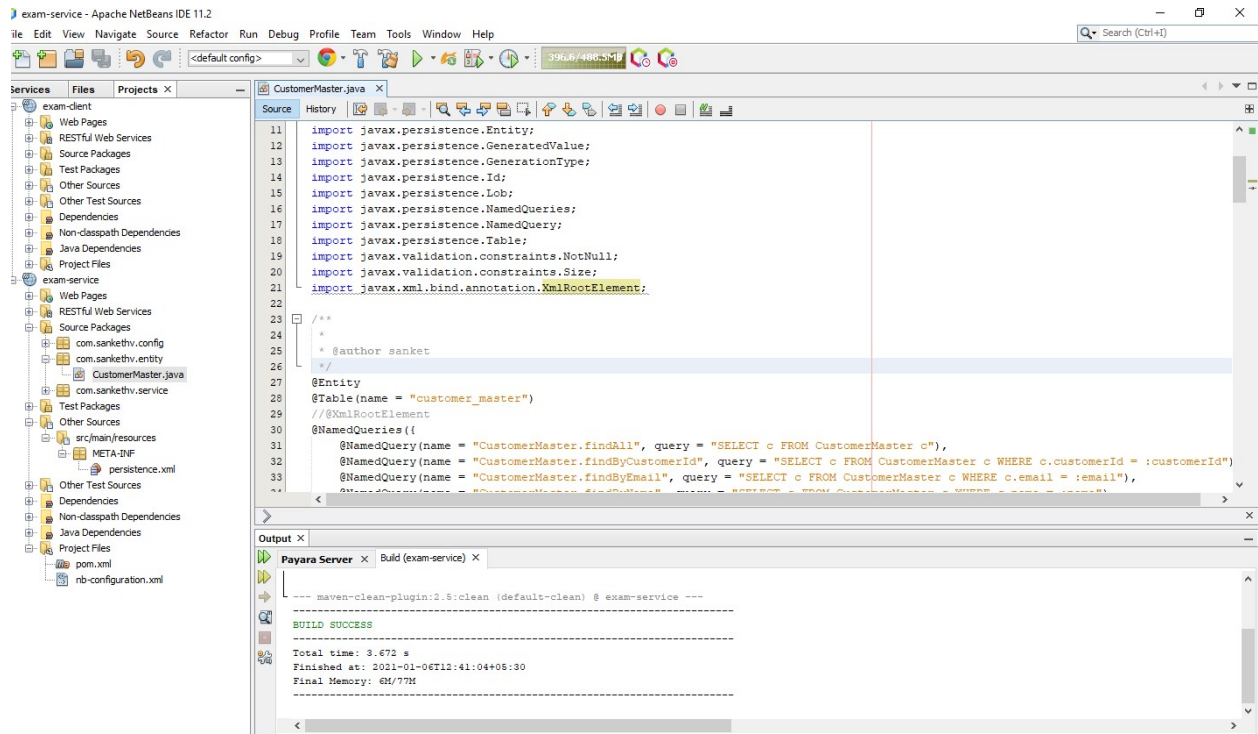 exam-service - Apache NetBeans IDE 11.2
ile Edit View Navigate Source Refactor Run Debug Profile Team Tools Window Help
Search (Ctrl+I)
<default config>
396.6/488.5MB
Services Files Projects
exam-client
Web Pages
RESTful Web Services
Source Packages
Test Packages
Other Sources
Other Test Sources
Dependencies
Non-classpath Dependencies
Java Dependencies
Project Files
exam-service
Web Pages
RESTful Web Services
Source Packages
com.sankethv.config
com.sankethv.entity
CustomerMaster.java
com.sankethv.service
Test Packages
Other Sources
src/main/resources
META-INF
persistence.xml
Other Test Sources
Dependencies
Non-classpath Dependencies
Java Dependencies
Project Files
pom.xml
nb-configuration.xml
CustomerMaster.java
Source History
11 import javax.persistence.Entity;
12 import javax.persistence.GeneratedValue;
13 import javax.persistence.GenerationType;
14 import javax.persistence.Id;
15 import javax.persistence.Lob;
16 import javax.persistence.NamedQueries;
17 import javax.persistence.NamedQuery;
18 import javax.persistence.Table;
19 import javax.validation.constraints.NotNull;
20 import javax.validation.constraints.Size;
21 import javax.xml.bind.annotation.XmlRootElement;
22
23 /**
24 *
25 * @author sanket
26 */
27 @Entity
28 @Table(name = "customer_master")
29 //@XmlRootElement
30 @NamedQueries({
31 @NamedQuery(name = "CustomerMaster.findAll", query = "SELECT c FROM CustomerMaster c"),
32 @NamedQuery(name = "CustomerMaster.findByCustomerId", query = "SELECT c FROM CustomerMaster c WHERE c.customerId = :customerId")
33 @NamedQuery(name = "CustomerMaster.findByEmail", query = "SELECT c FROM CustomerMaster c WHERE c.email = :email"),
Output
Payara Server Build (exam-service)
--- maven-clean-plugin:2.5:clean (default-clean) @ exam-service ---
BUILD SUCCESS
Total time: 3.672 s
Finished at: 2021-01-06T12:41:04+05:30
Final Memory: 6M/77M